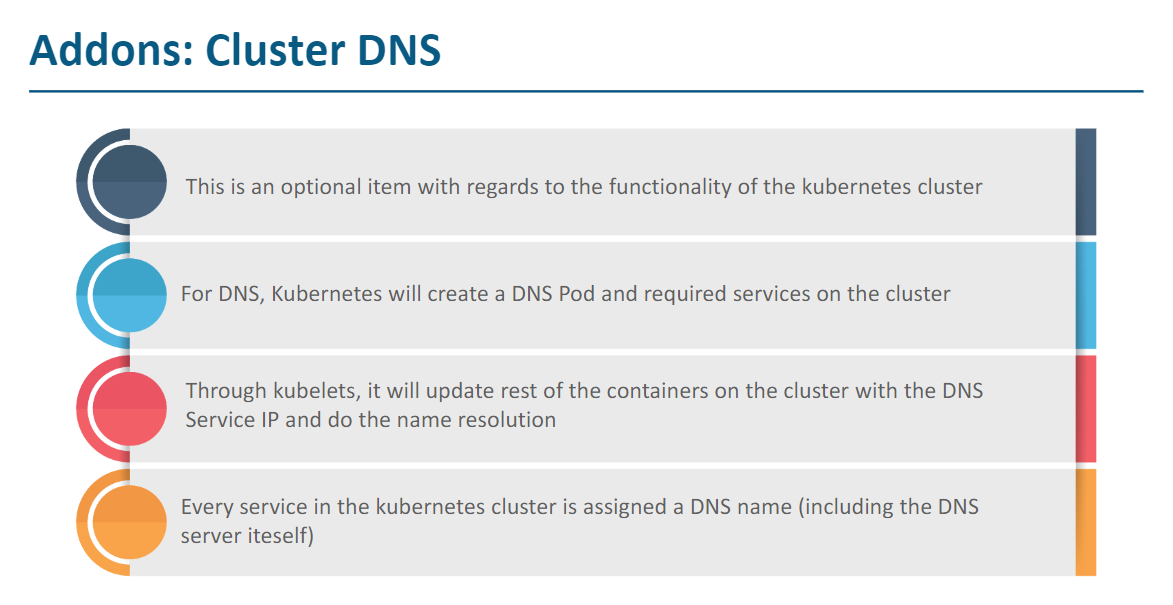 Addons: Cluster DNS
This is an optional item with regards to the functionality of the kubernetes cluster
For DNS, Kubernetes will create a DNS Pod and required services on the cluster
Through kubelets, it will update rest of the containers on the cluster with the DNS
Service IP and do the name resolution
Every service in the kubernetes cluster is assigned a DNS name (including the DNS
server iteself)